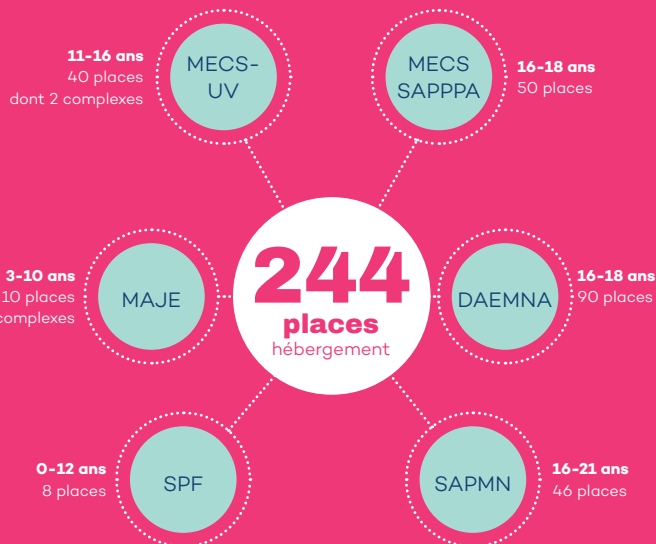 11-16 ans
40 places
dont 2 complexes
MECS-
UV
MECS
SAPPPA
16-18 ans
50 places
3-10 ans
10 places
complexes
MAJE
244
places
hébergement
DAEMNA
16-18 ans
90 places
0-12 ans
8 places
SPF
SAPMN
16-21 ans
46 places